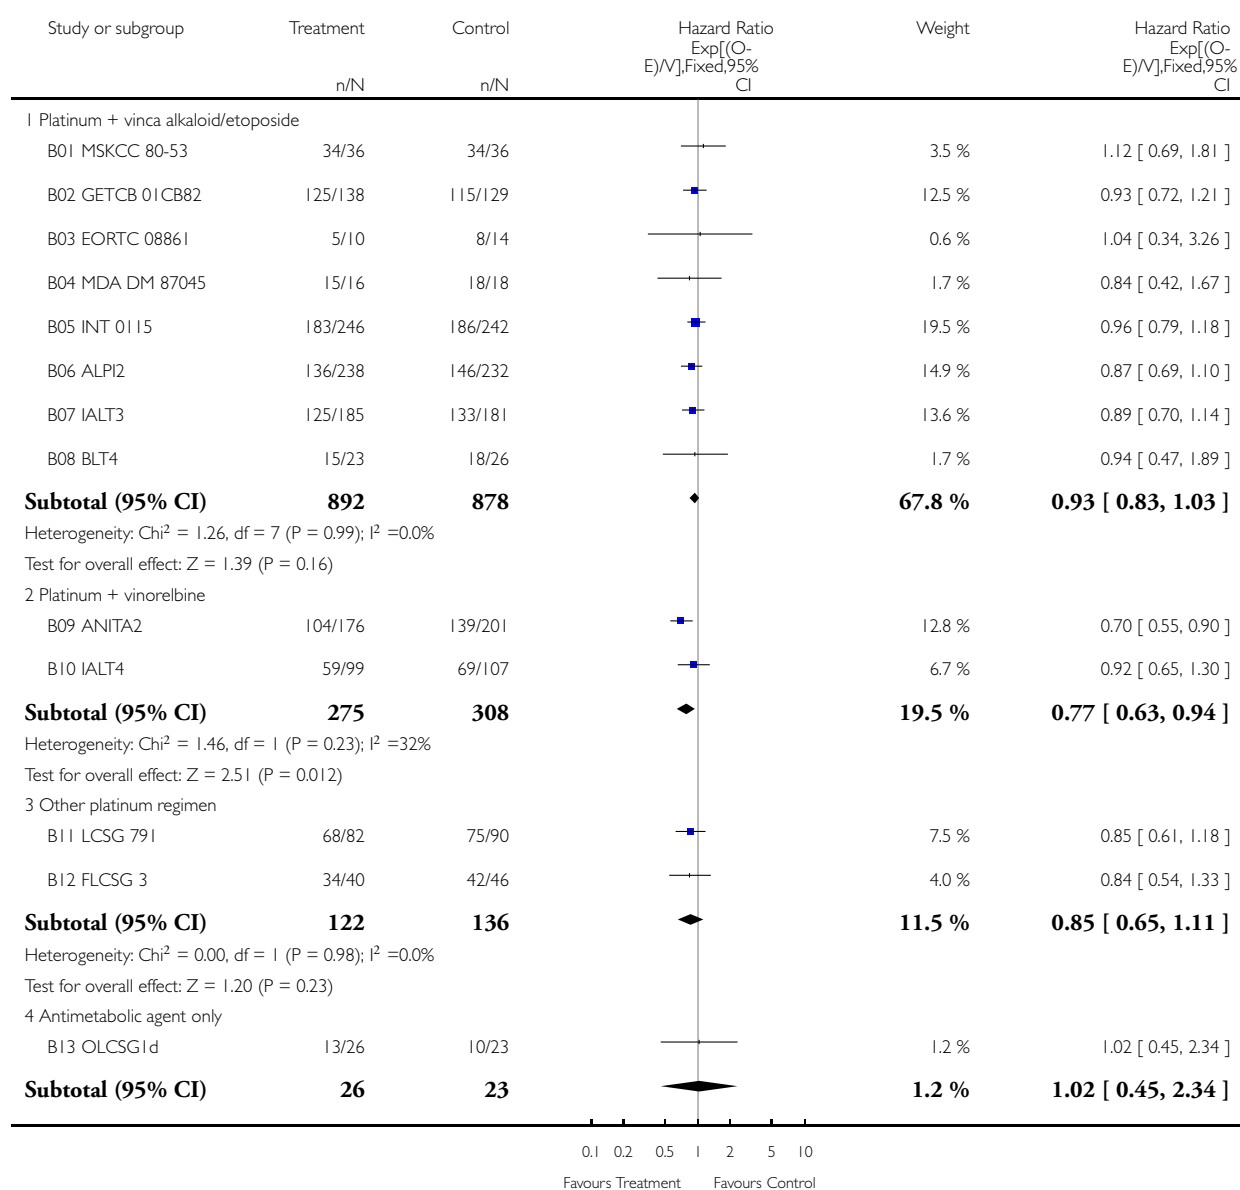 Study or subgroup Treatment Control Hazard Ratio Weight Hazard Ratio
Exp[(O- Exp[(O-
E)/V],Fixed,95% E)/V],Fixed,95%
n/N n/N CI CI
1 Platinum + vinca alkaloid/etoposide
B01 MSKCC 80-53 34/36 34/36 3.5 % 1.12 [ 0.69, 1.81 ]
B02 GETCB 01CB82 125/138 115/129 12.5 % 0.93 [ 0.72, 1.21 ]
B03 EORTC 08861 5/10 8/14 0.6 % 1.04 [ 0.34, 3.26 ]
B04 MDA DM 87045 15/16 18/18 1.7 % 0.84 [ 0.42, 1.67 ]
B05 INT 0115 183/246 186/242 19.5 % 0.96 [ 0.79, 1.18 ]
B06 ALPI2 136/238 146/232 14.9 % 0.87 [ 0.69, 1.10 ]
B07 IALT3 125/185 133/181 13.6 % 0.89 [ 0.70, 1.14 ]
B08 BLT4 15/23 18/26 1.7 % 0.94 [ 0.47, 1.89 ]
Subtotal (95% CI) 892 878 67.8 % 0.93 [ 0.83, 1.03 ]
Heterogeneity: Chi² = 1.26, df = 7 (P = 0.99); I² =0.0%
Test for overall effect: Z = 1.39 (P = 0.16)
2 Platinum + vinorelbine
B09 ANITA2 104/176 139/201 12.8 % 0.70 [ 0.55, 0.90 ]
B10 IALT4 59/99 69/107 6.7 % 0.92 [ 0.65, 1.30 ]
Subtotal (95% CI) 275 308 19.5 % 0.77 [ 0.63, 0.94 ]
Heterogeneity: Chi² = 1.46, df = 1 (P = 0.23); I² =32%
Test for overall effect: Z = 2.51 (P = 0.012)
3 Other platinum regimen
B11 LCSG 791 68/82 75/90 7.5 % 0.85 [ 0.61, 1.18 ]
B12 FLCSG 3 34/40 42/46 4.0 % 0.84 [ 0.54, 1.33 ]
Subtotal (95% CI) 122 136 11.5 % 0.85 [ 0.65, 1.11 ]
Heterogeneity: Chi² = 0.00, df = 1 (P = 0.98); I² =0.0%
Test for overall effect: Z = 1.20 (P = 0.23)
4 Antimetabolic agent only
B13 OLCSG1d 13/26 10/23 1.2 % 1.02 [ 0.45, 2.34 ]
Subtotal (95% CI) 26 23 1.2 % 1.02 [ 0.45, 2.34 ]
0.1 0.2 0.5 1 2 5 10
Favours Treatment Favours Control